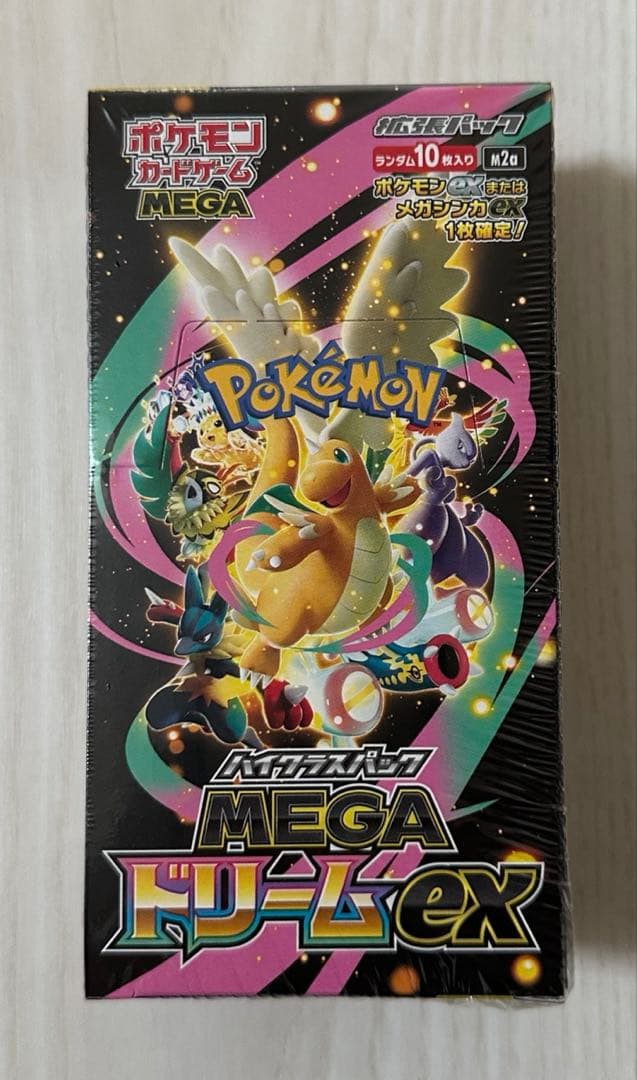 ポケモン
カードゲーム
MEGA
拡張パック
ランダム10枚入り M2a
ポケモンexまたは
メガシンカex
1枚確定!
POKéMON
ハイクラスパック
MEGA
ドリームex